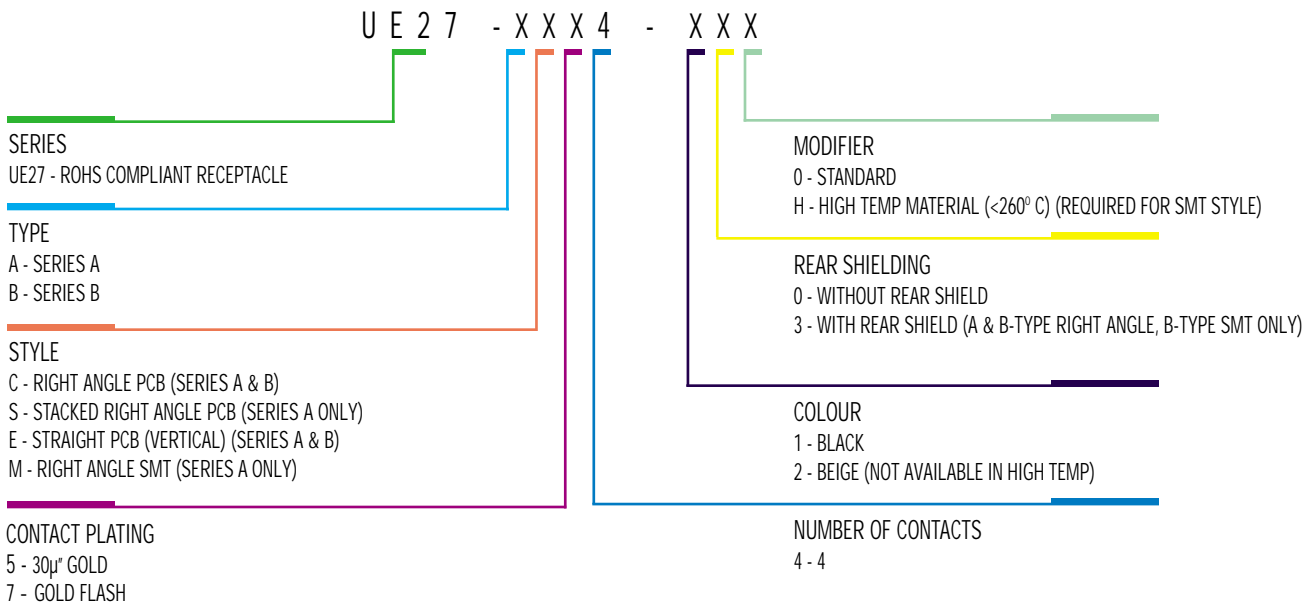 UE27 -XXX4 - XXX
SERIES
UE27 - ROHS COMPLIANT RECEPTACLE
TYPE
A - SERIES A
B - SERIES B
STYLE
C - RIGHT ANGLE PCB (SERIES A & B)
S - STACKED RIGHT ANGLE PCB (SERIES A ONLY)
E - STRAIGHT PCB (VERTICAL) (SERIES A & B)
M - RIGHT ANGLE SMT (SERIES A ONLY)
CONTACT PLATING
5 - 30µ" GOLD
7 - GOLD FLASH
MODIFIER
0 - STANDARD
H - HIGH TEMP MATERIAL (<260º C) (REQUIRED FOR SMT STYLE)
REAR SHIELDING
0 - WITHOUT REAR SHIELD
3 - WITH REAR SHIELD (A & B-TYPE RIGHT ANGLE, B-TYPE SMT ONLY)
COLOUR
1 - BLACK
2 - BEIGE (NOT AVAILABLE IN HIGH TEMP)
NUMBER OF CONTACTS
4 - 4